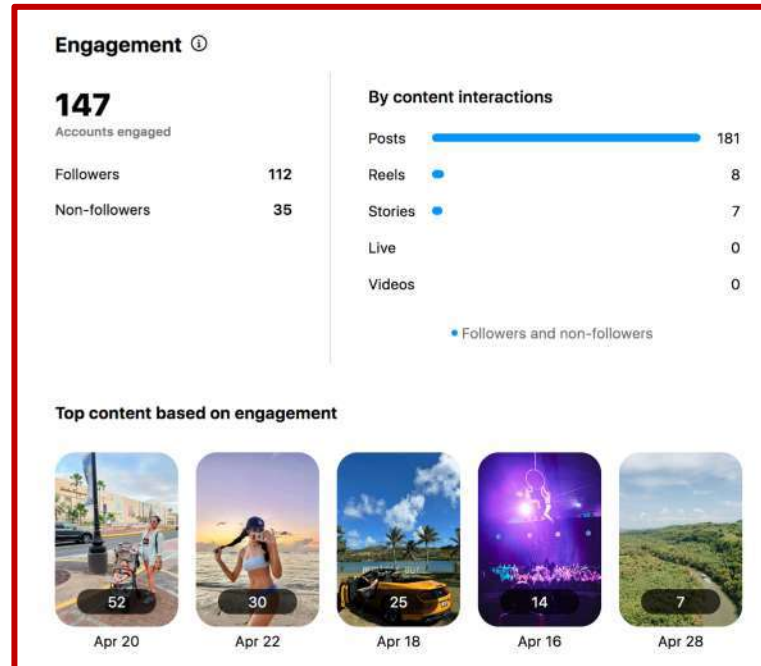 Engagement
147
Accounts engaged
Followers 112
Non-followers 35
By content interactions
Posts 181
Reels 8
Stories 7
Live 0
Videos 0
Followers and non-followers
Top content based on engagement
52 30 25 14 7
Apr 20 Apr 22 Apr 18 Apr 16 Apr 28